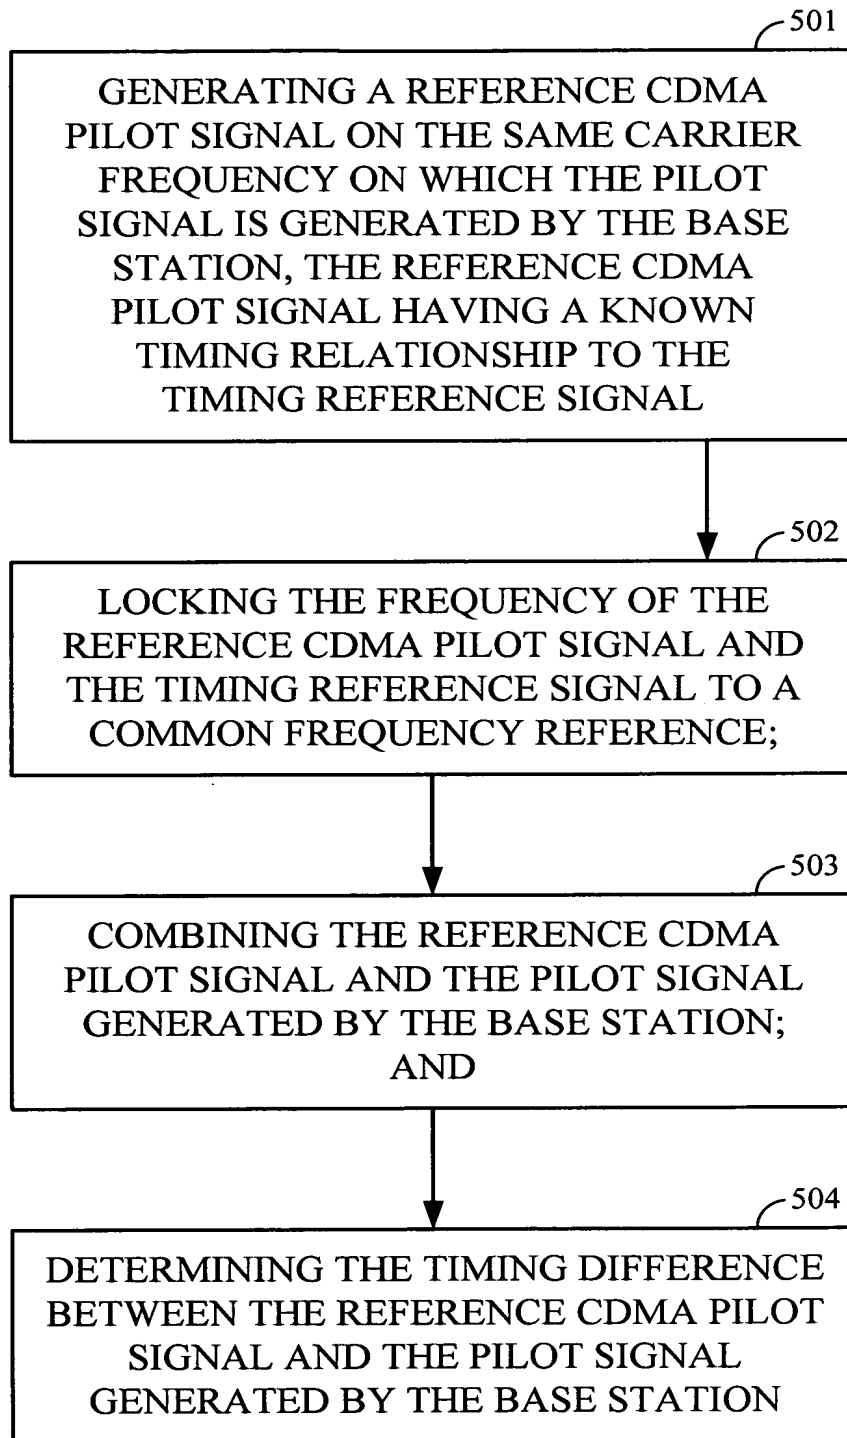 501
GENERATING A REFERENCE CDMA
PILOT SIGNAL ON THE SAME CARRIER
FREQUENCY ON WHICH THE PILOT
SIGNAL IS GENERATED BY THE BASE
STATION, THE REFERENCE CDMA
PILOT SIGNAL HAVING A KNOWN
TIMING RELATIONSHIP TO THE
TIMING REFERENCE SIGNAL
502
LOCKING THE FREQUENCY OF THE
REFERENCE CDMA PILOT SIGNAL AND
THE TIMING REFERENCE SIGNAL TO A
COMMON FREQUENCY REFERENCE;
503
COMBINING THE REFERENCE CDMA
PILOT SIGNAL AND THE PILOT SIGNAL
GENERATED BY THE BASE STATION;
AND
504
DETERMINING THE TIMING DIFFERENCE
BETWEEN THE REFERENCE CDMA PILOT
SIGNAL AND THE PILOT SIGNAL
GENERATED BY THE BASE STATION